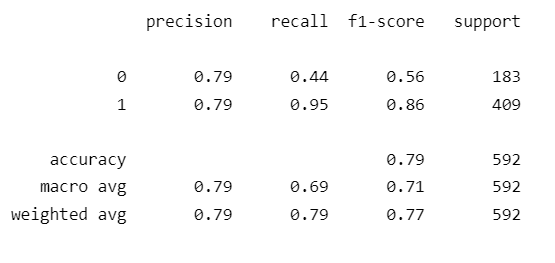 precision recall f1-score support
0 0.79 0.44 0.56 183
1 0.79 0.95 0.86 409
accuracy 0.79 592
macro avg 0.79 0.69 0.71 592
weighted avg 0.79 0.79 0.77 592